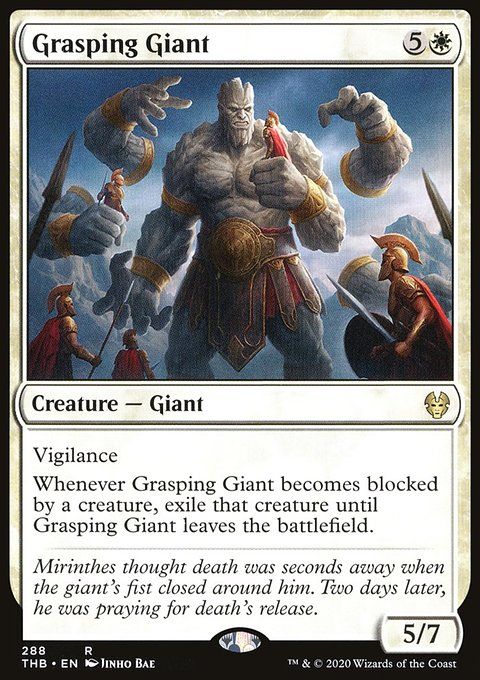 Grasping Giant 5
Creature — Giant
Vigilance
Whenever Grasping Giant becomes blocked
by a creature, exile that creature until
Grasping Giant leaves the battlefield.
Mirinthes thought death was seconds away when
the giant's fist closed around him. Two days later,
he was praying for death's release.
5/7
288 R
THB • EN Jinho Bae
™ & © 2020 Wizards of the Coast